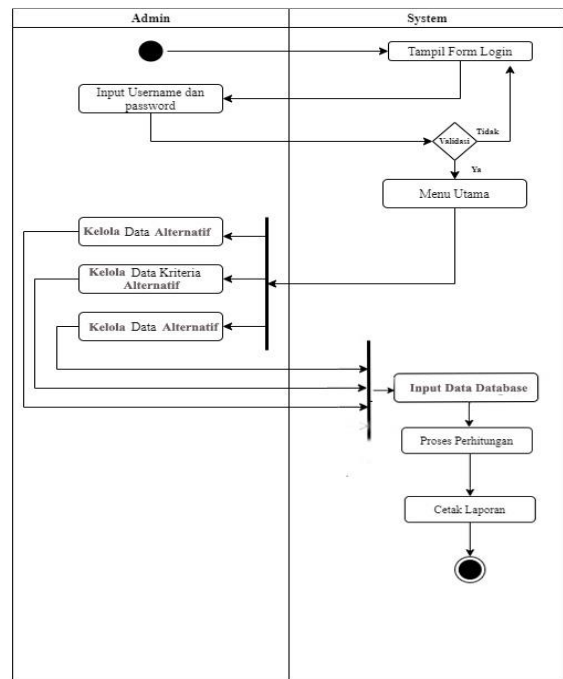 Admin
System
Tampil Form Login
Input Username dan
password
Validasi
Tidak
Ya
Menu Utama
Kelola Data Alternatif
Kelola Data Kriteria
Alternatif
Kelola Data Alternatif
Input Data Database
Proses Perhitungan
Cetak Laporan